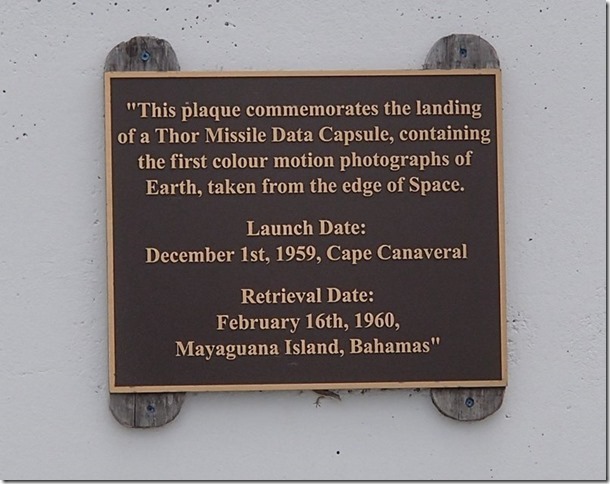 "This plaque commemorates the landing
of a Thor Missile Data Capsule, containing
the first colour motion photographs of
Earth, taken from the edge of Space.
Launch Date:
December 1st, 1959, Cape Canaveral
Retrieval Date:
February 16th, 1960,
Mayaguana Island, Bahamas"